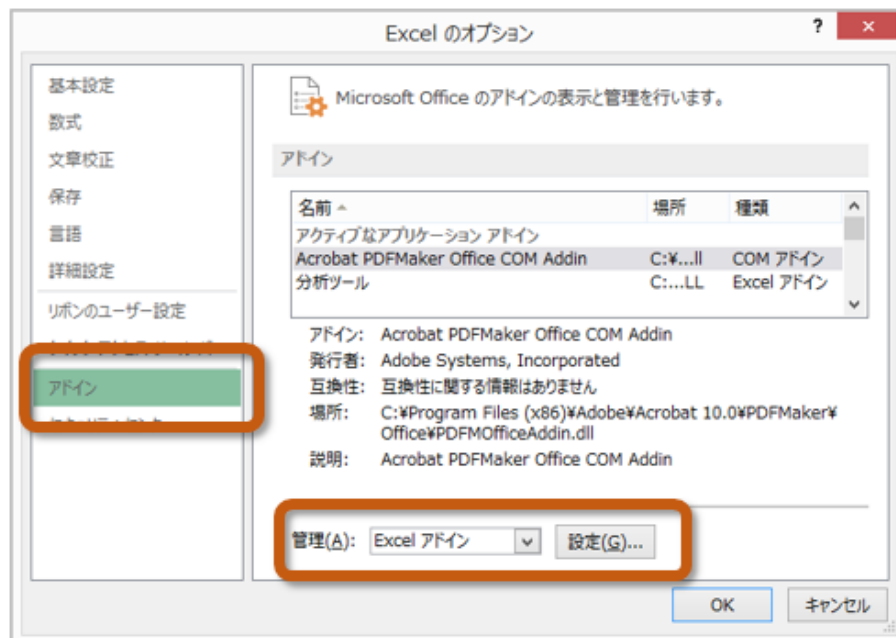 Excel のオプション
?
×
基本設定
数式
文章校正
保存
言語
詳細設定
リボンのユーザー設定
アドイン
Microsoft Office のアドインの表示と管理を行います。
アドイン
名前 場所 種類
アクティブなアプリケーション アドイン
Acrobat PDFMaker Office COM Addin C:¥...ll COM アドイン
分析ツール C:...LL Excel アドイン
アドイン: Acrobat PDFMaker Office COM Addin
発行者: Adobe Systems, Incorporated
互換性: 互換性に関する情報はありません
場所: C:¥Program Files (x86)¥Adobe¥Acrobat 10.0¥PDFMaker¥
Office¥PDFMOfficeAddin.dll
説明: Acrobat PDFMaker Office COM Addin
管理(A): Excel アドイン 設定(G)...
OK キャンセル